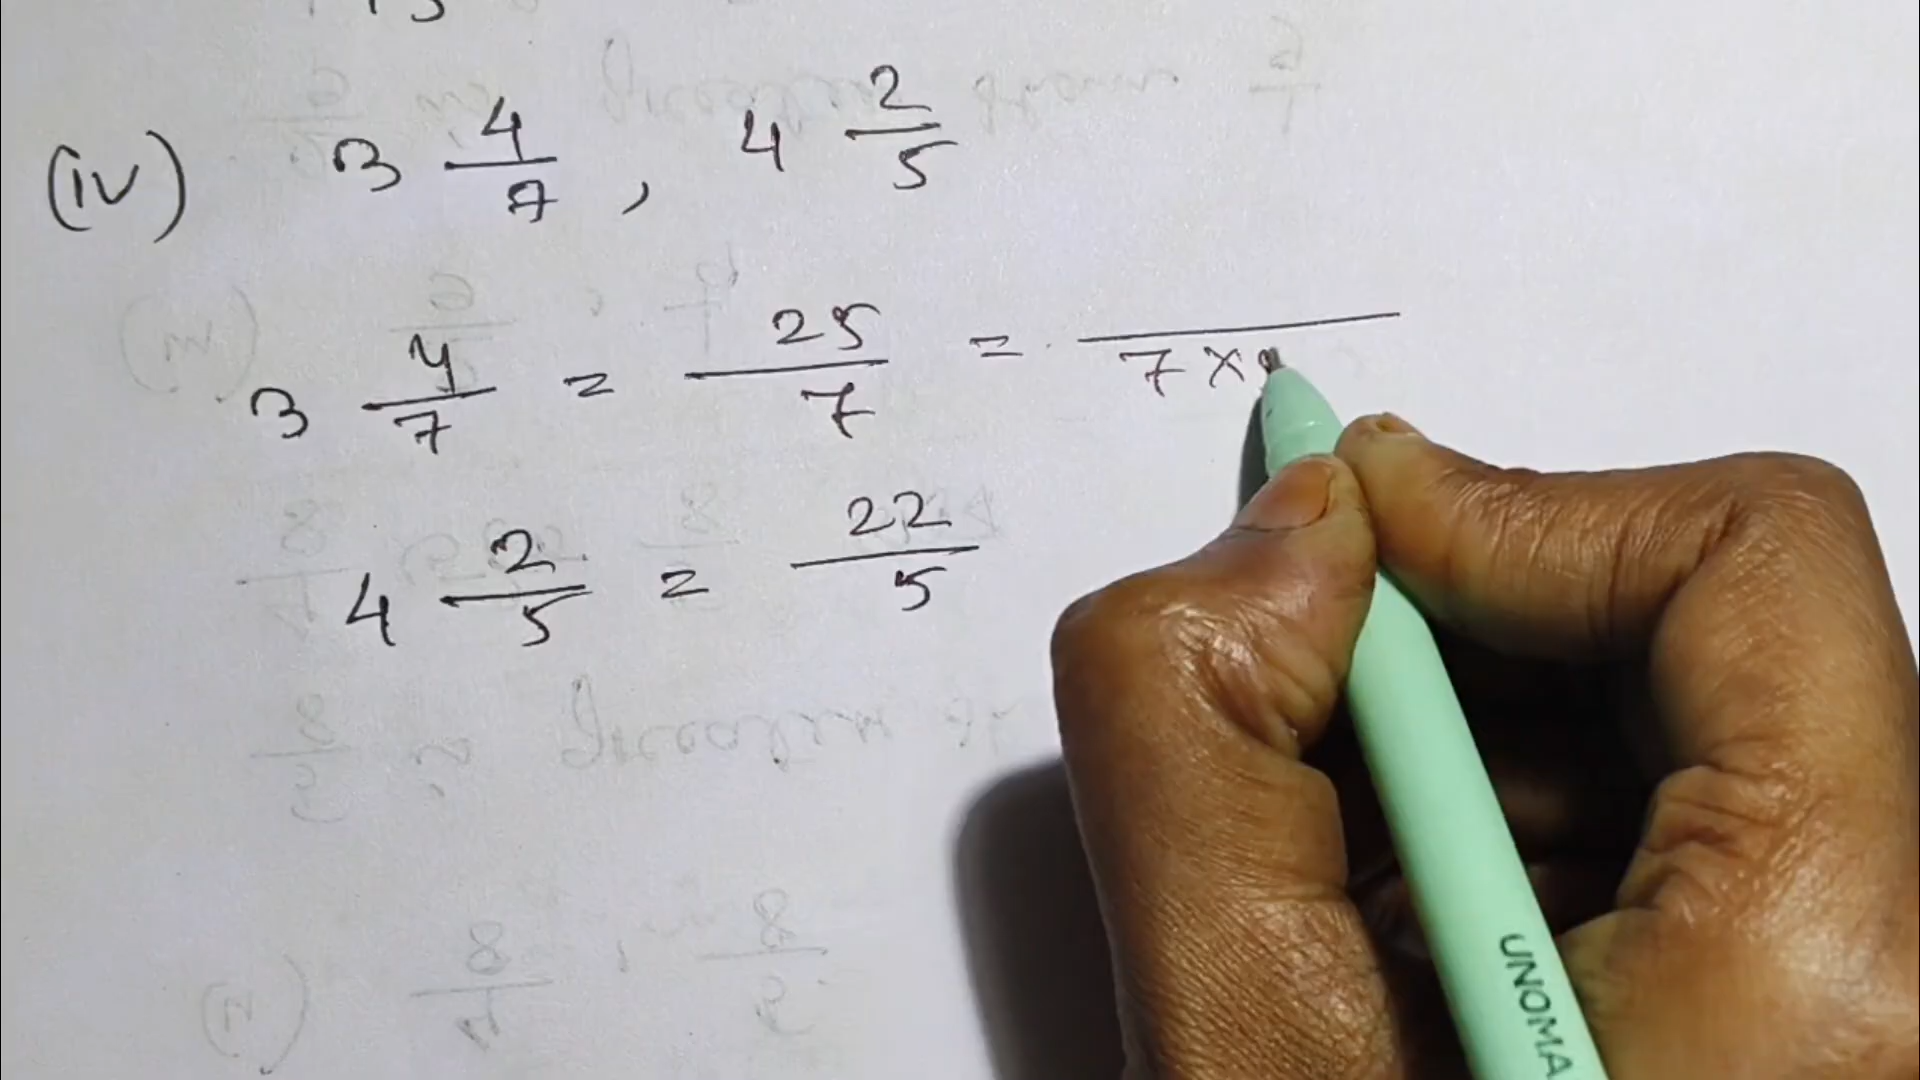 (iv) 3 4/7 , 4 2/5
3 4/7 = 25/7 = /7 ×
4 2/5 = 22/5
UNOMA